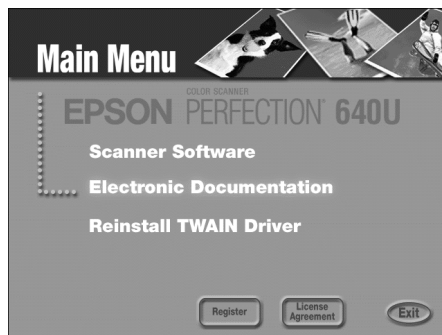 Main Menu
COLOR SCANNER
EPSON PERFECTION 640U
Scanner Software
Electronic Documentation
Reinstall TWAIN Driver
Register
License
Agreement
Exit